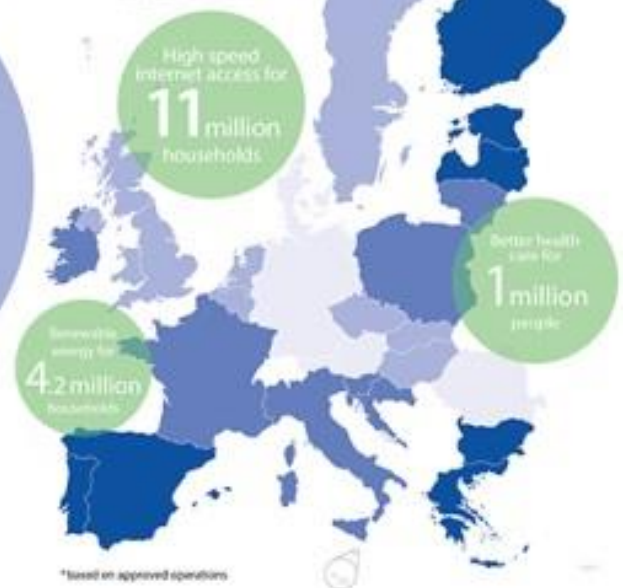 High speed
internet access for
11 million
households
Better health
care for
1 million
people
Renewable
energy for
4.2 million
households
*based on approved operations